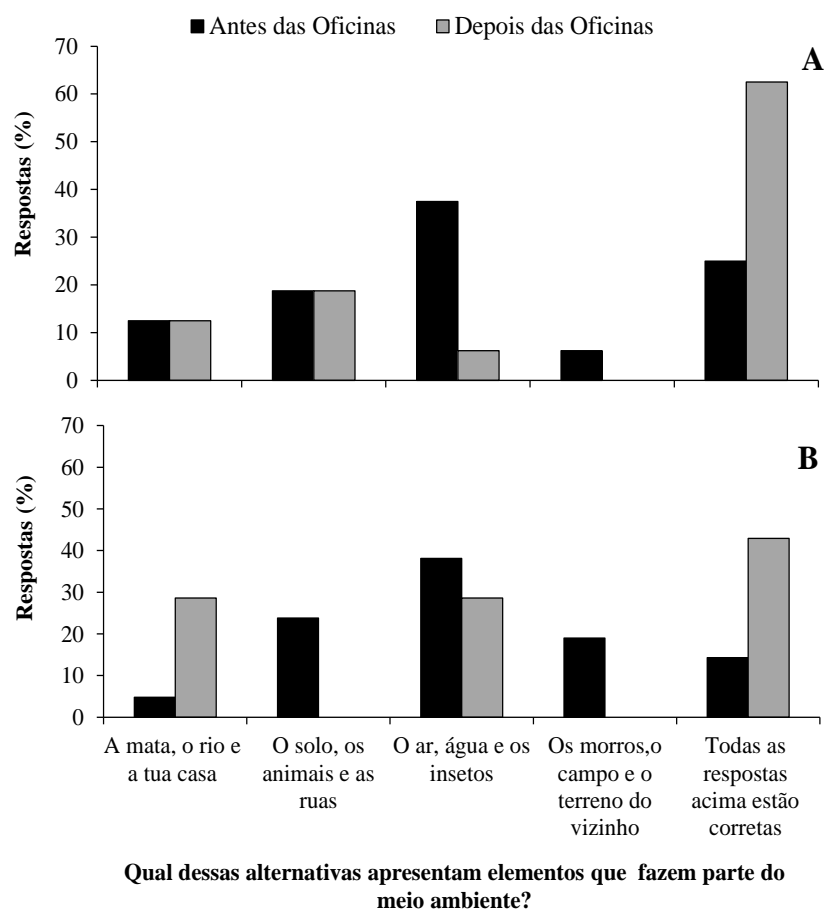 Antes das Oficinas Depois das Oficinas
A
Respostas (%)
70
60
50
40
30
20
10
0
B
Respostas (%)
70
60
50
40
30
20
10
0
A mata, o rio e
a tua casa
O solo, os
animais e as
ruas
O ar, água e os
insetos
Os morros,o
campo e o
terreno do
vizinho
Todas as
respostas
acima estão
corretas
Qual dessas alternativas apresentam elementos que fazem parte do
meio ambiente?